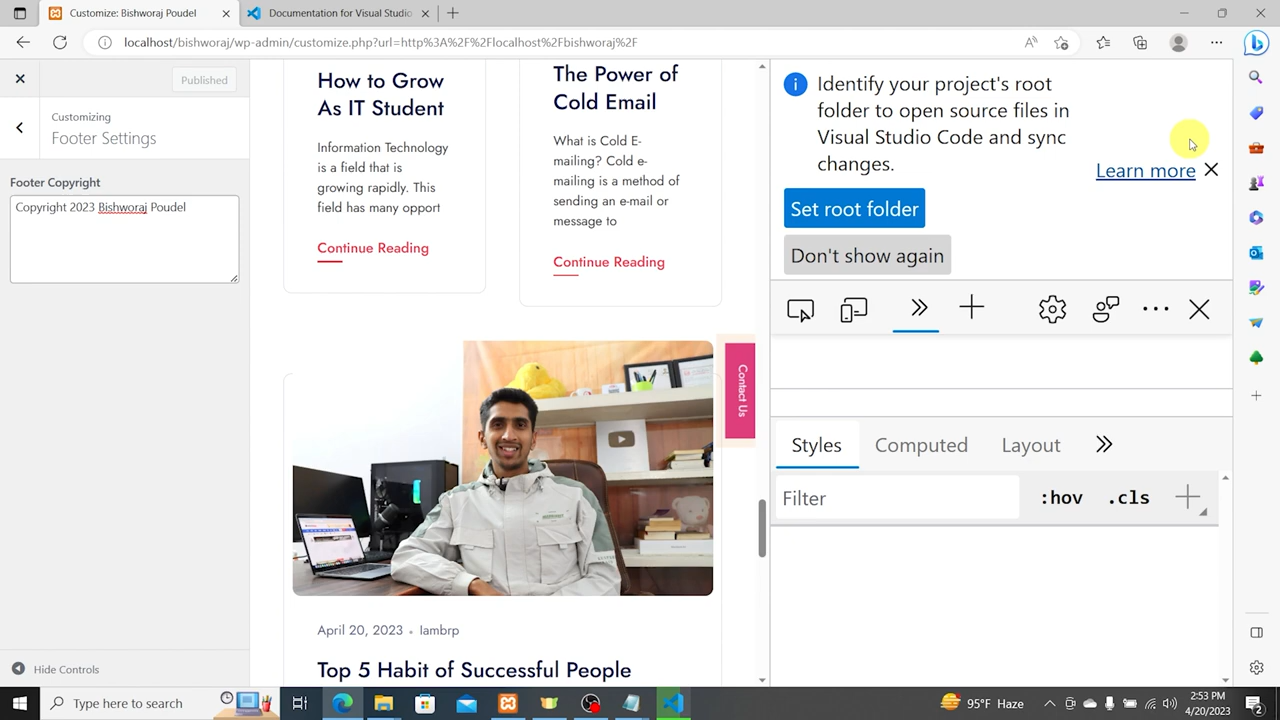 Customize: Bishworaj Poudel
Documentation for Visual Studio
localhost/bishworaj/wp-admin/customize.php?url=http%3A%2F%2Flocalhost%2Fbishworaj%2F
Published
Customizing
Footer Settings
Footer Copyright
Copyright 2023 Bishworaj Poudel
Hide Controls
How to Grow
As IT Student
Information Technology
is a field that is
growing rapidly. This
field has many opport
Continue Reading
The Power of
Cold Email
What is Cold E-
mailing? Cold e-
mailing is a method of
sending an e-mail or
message to
Continue Reading
Contact Us
April 20, 2023 • Iambrp
Top 5 Habit of Successful People
Identify your project's root
folder to open source files in
Visual Studio Code and sync
changes.
Learn more
Set root folder
Don't show again
Styles Computed Layout
Filter :hov .cls
Type here to search
95°F Haze
2:53 PM
4/20/2023
2